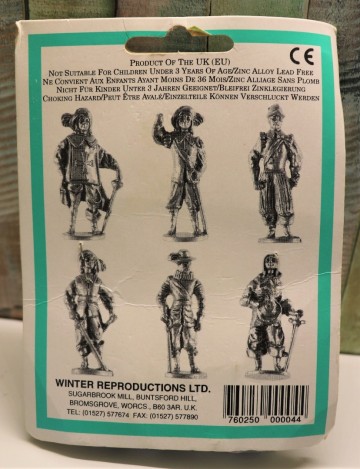 PRODUCT OF THE UK (EU)
CE
NOT SUITABLE FOR CHILDREN UNDER 3 YEARS OF AGE/ZINC ALLOY LEAD FREE
NE CONVIENT AUX ENFANTS AYANT MOINS DE 36 MOIS/ZINC ALLIAGE SANS PLOMB
NICHT FUR KINDER UNTER 3 JAHREN GEEIGNET/BLEIFREI ZINKLEGIERUNG
CHOKING HAZARD/PEUT ÊTRE AVALÉ/EINZELTEILE KÖNNEN VERSCHLUCKT WERDEN
WINTER REPRODUCTIONS LTD.
SUGARBROOK MILL, BUNTSFORD HILL,
BROMSGROVE, WORCS., B60 3AR. U.K.
TEL: (01527) 577674 FAX: (01527) 577890
760250 000044